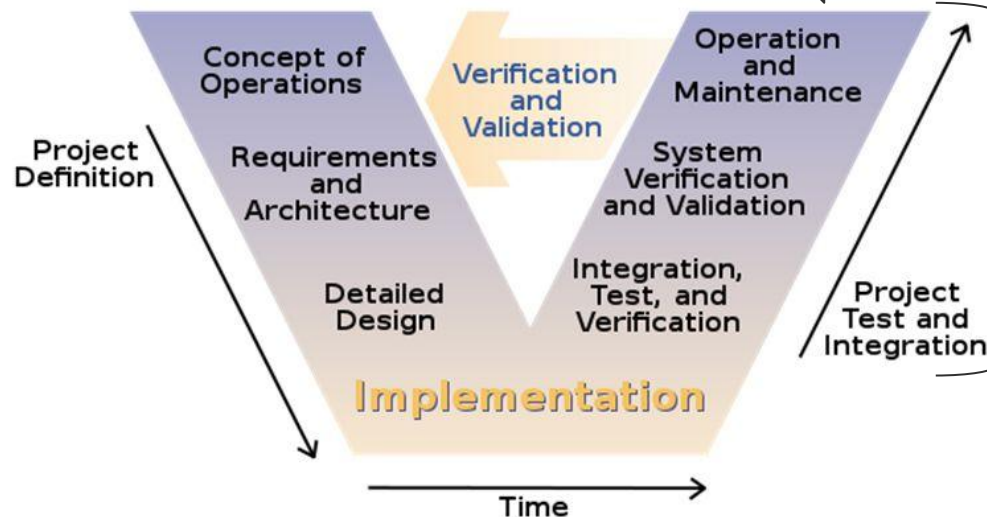 Concept of
Operations
Verification
and
Validation
Operation
and
Maintenance
Project
Definition
Requirements
and
Architecture
System
Verification
and Validation
Detailed
Design
Integration,
Test, and
Verification
Project
Test and
Integration
Implementation
Time